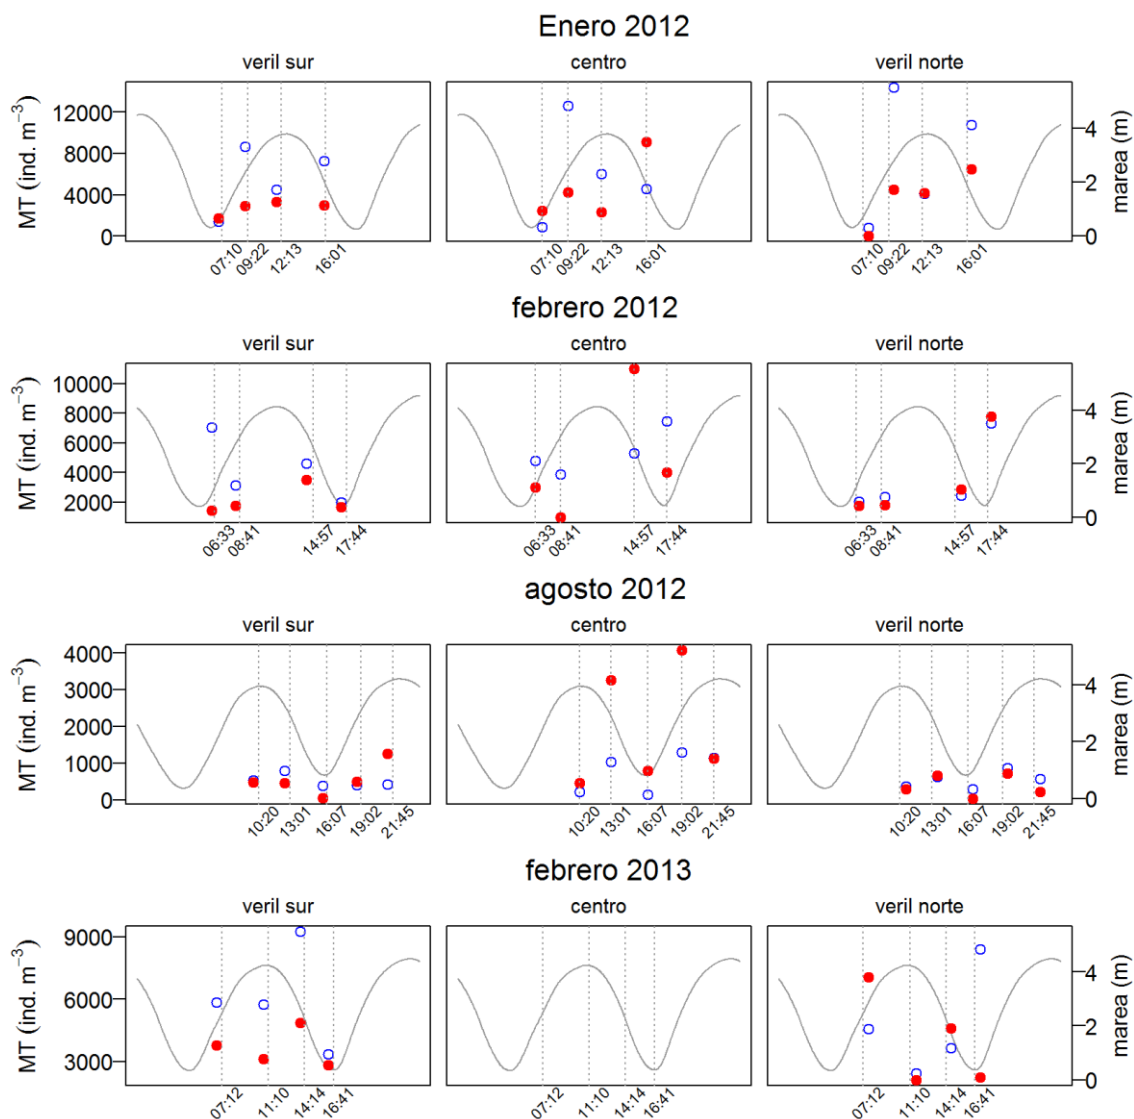 Enero 2012
veril sur centro veril norte
MT (ind. m⁻³)
12000
8000
4000
0
marea (m)
4
2
0
07:10 09:22 12:13 16:01
07:10 09:22 12:13 16:01
07:10 09:22 12:13 16:01
febrero 2012
veril sur centro veril norte
MT (ind. m⁻³)
10000
8000
6000
4000
2000
marea (m)
4
2
0
06:33 08:41 14:57 17:44
06:33 08:41 14:57 17:44
06:33 08:41 14:57 17:44
agosto 2012
veril sur centro veril norte
MT (ind. m⁻³)
4000
3000
2000
1000
0
marea (m)
4
2
0
10:20 13:01 16:07 19:02 21:45
10:20 13:01 16:07 19:02 21:45
10:20 13:01 16:07 19:02 21:45
febrero 2013
veril sur centro veril norte
MT (ind. m⁻³)
9000
6000
3000
marea (m)
4
2
0
07:12 11:10 14:14 16:41
07:12 11:10 14:14 16:41
07:12 11:10 14:14 16:41